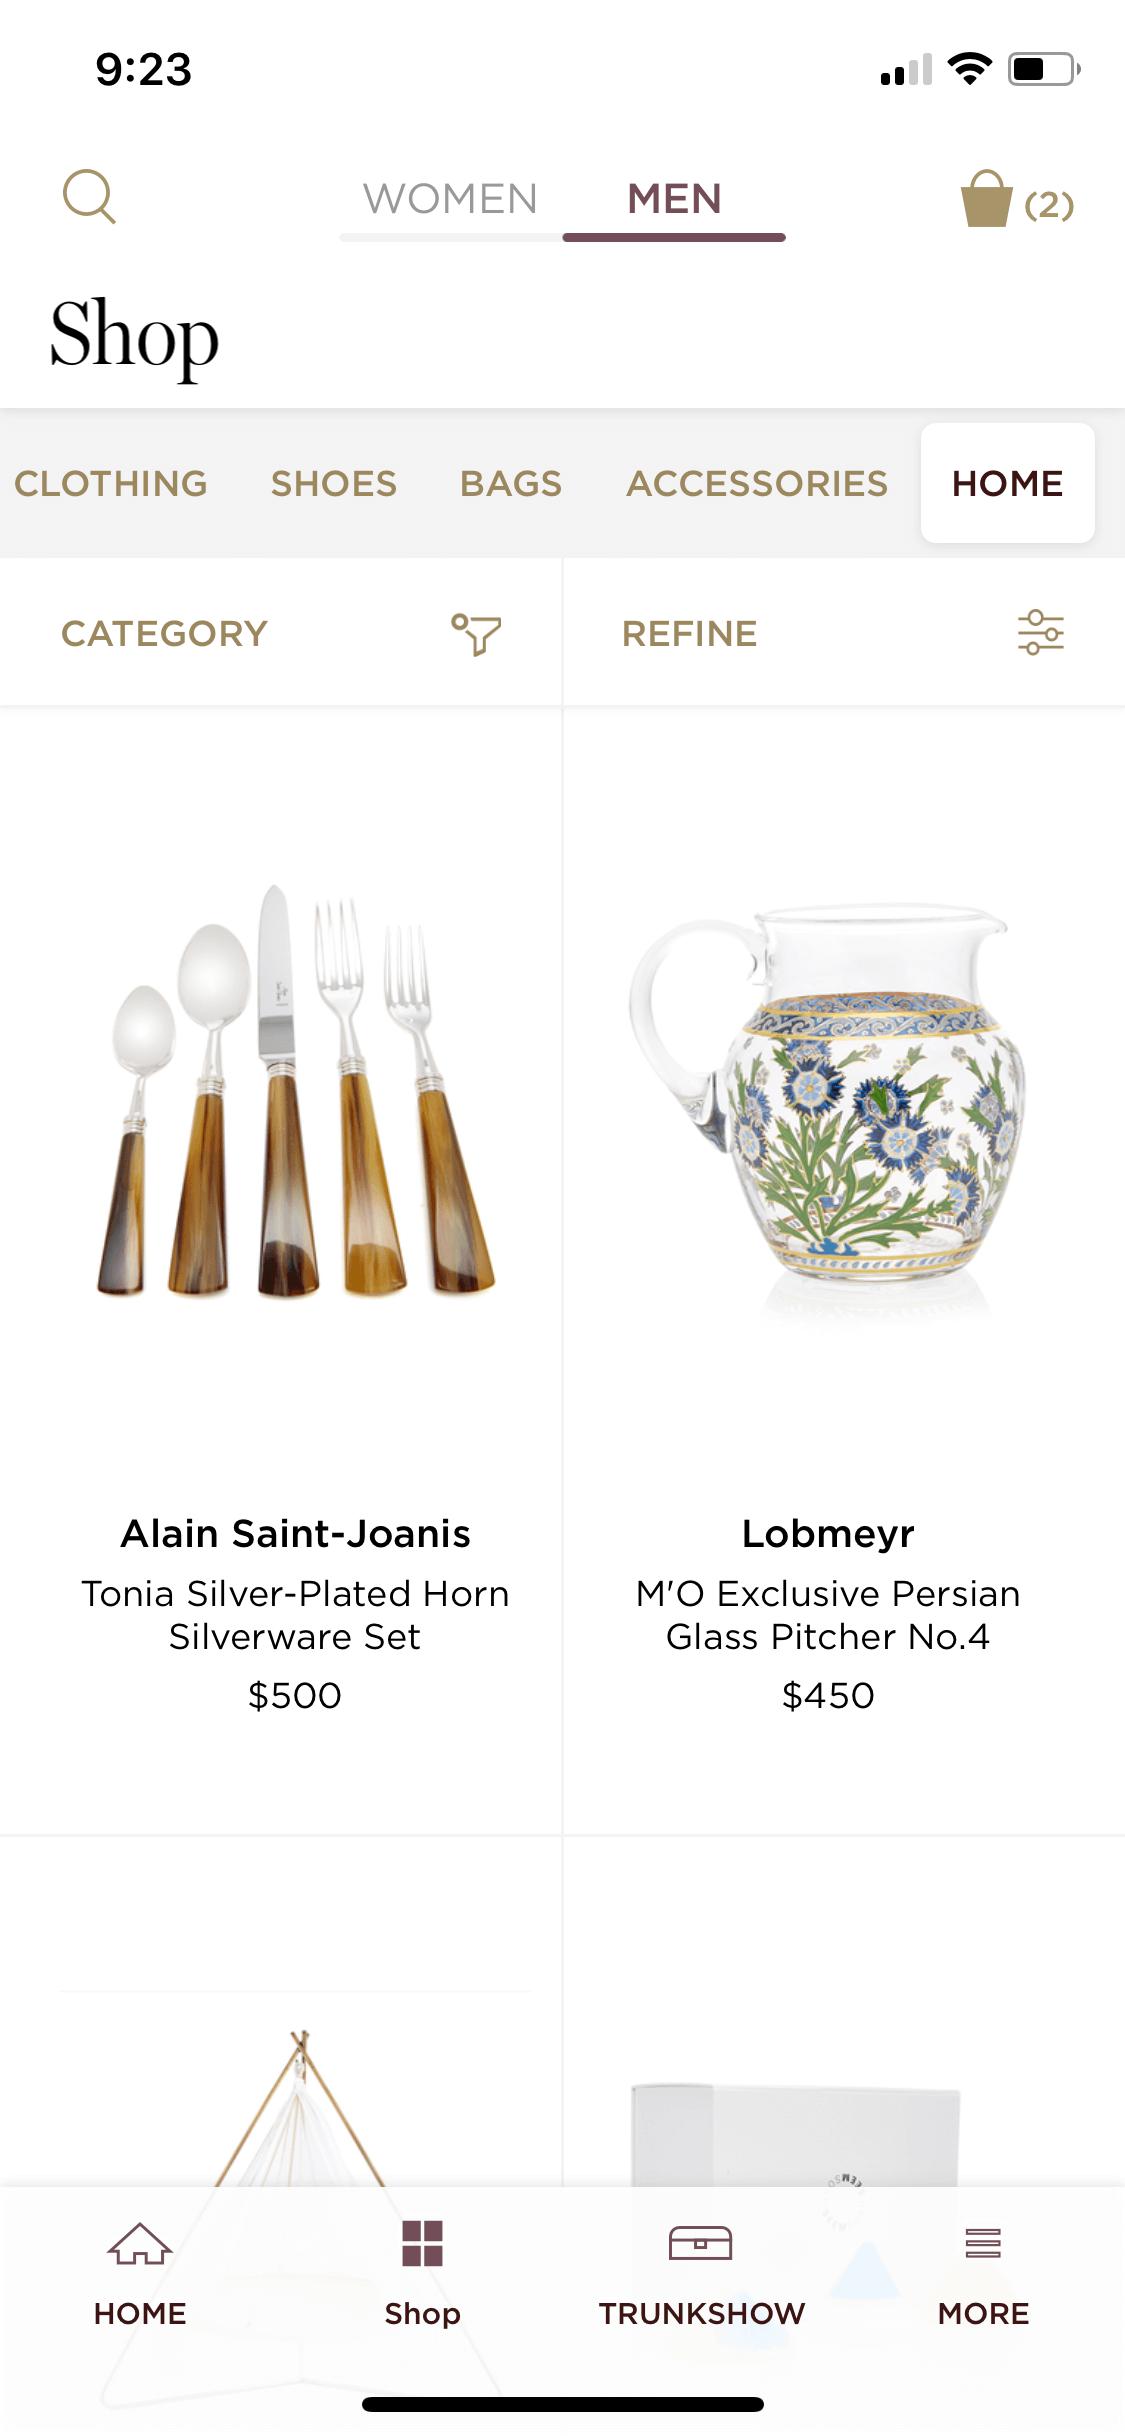 9:23
WOMEN MEN (2)
Shop
CLOTHING SHOES BAGS ACCESSORIES HOME
CATEGORY REFINE
Alain Saint-Joanis
Tonia Silver-Plated Horn
Silverware Set
$500
Lobmeyr
M'O Exclusive Persian
Glass Pitcher No.4
$450
HOME Shop TRUNKSHOW MORE